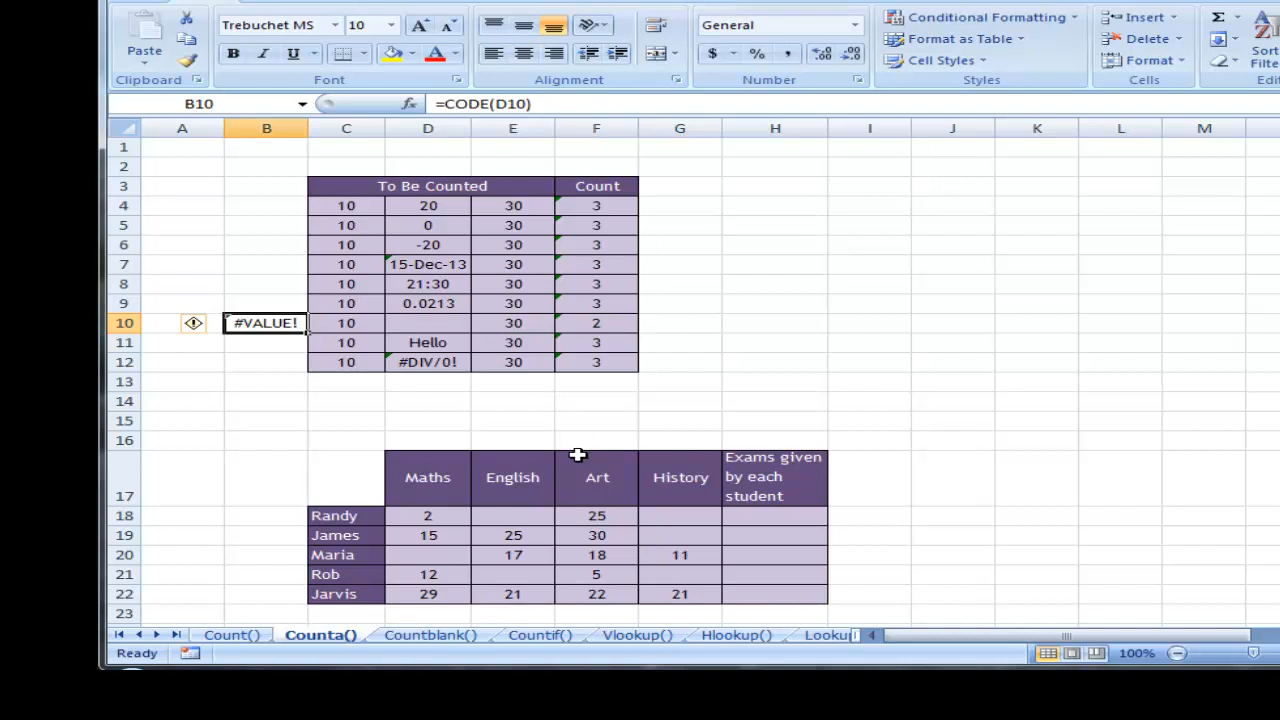 Trebuchet MS 10 General Conditional Formatting Insert Σ
Paste Format as Table Delete Sort
B I U $ % , Cell Styles Format Filter
Clipboard Font Alignment Number Styles Cells
B10 fx =CODE(D10)
A B C D E F G H I J K L M
1
2
3 To Be Counted Count
4 10 20 30 3
5 10 0 30 3
6 10 -20 30 3
7 10 15-Dec-13 30 3
8 10 21:30 30 3
9 10 0.0213 30 3
10 #VALUE! 10 30 2
11 10 Hello 30 3
12 10 #DIV/0! 30 3
13
14
15
16
17 Maths English Art History Exams given
by each
student
18 Randy 2 25
19 James 15 25 30
20 Maria 17 18 11
21 Rob 12 5
22 Jarvis 29 21 22 21
23
Count() Counta() Countblank() Countif() Vlookup() Hlookup() Lookup
Ready 100%